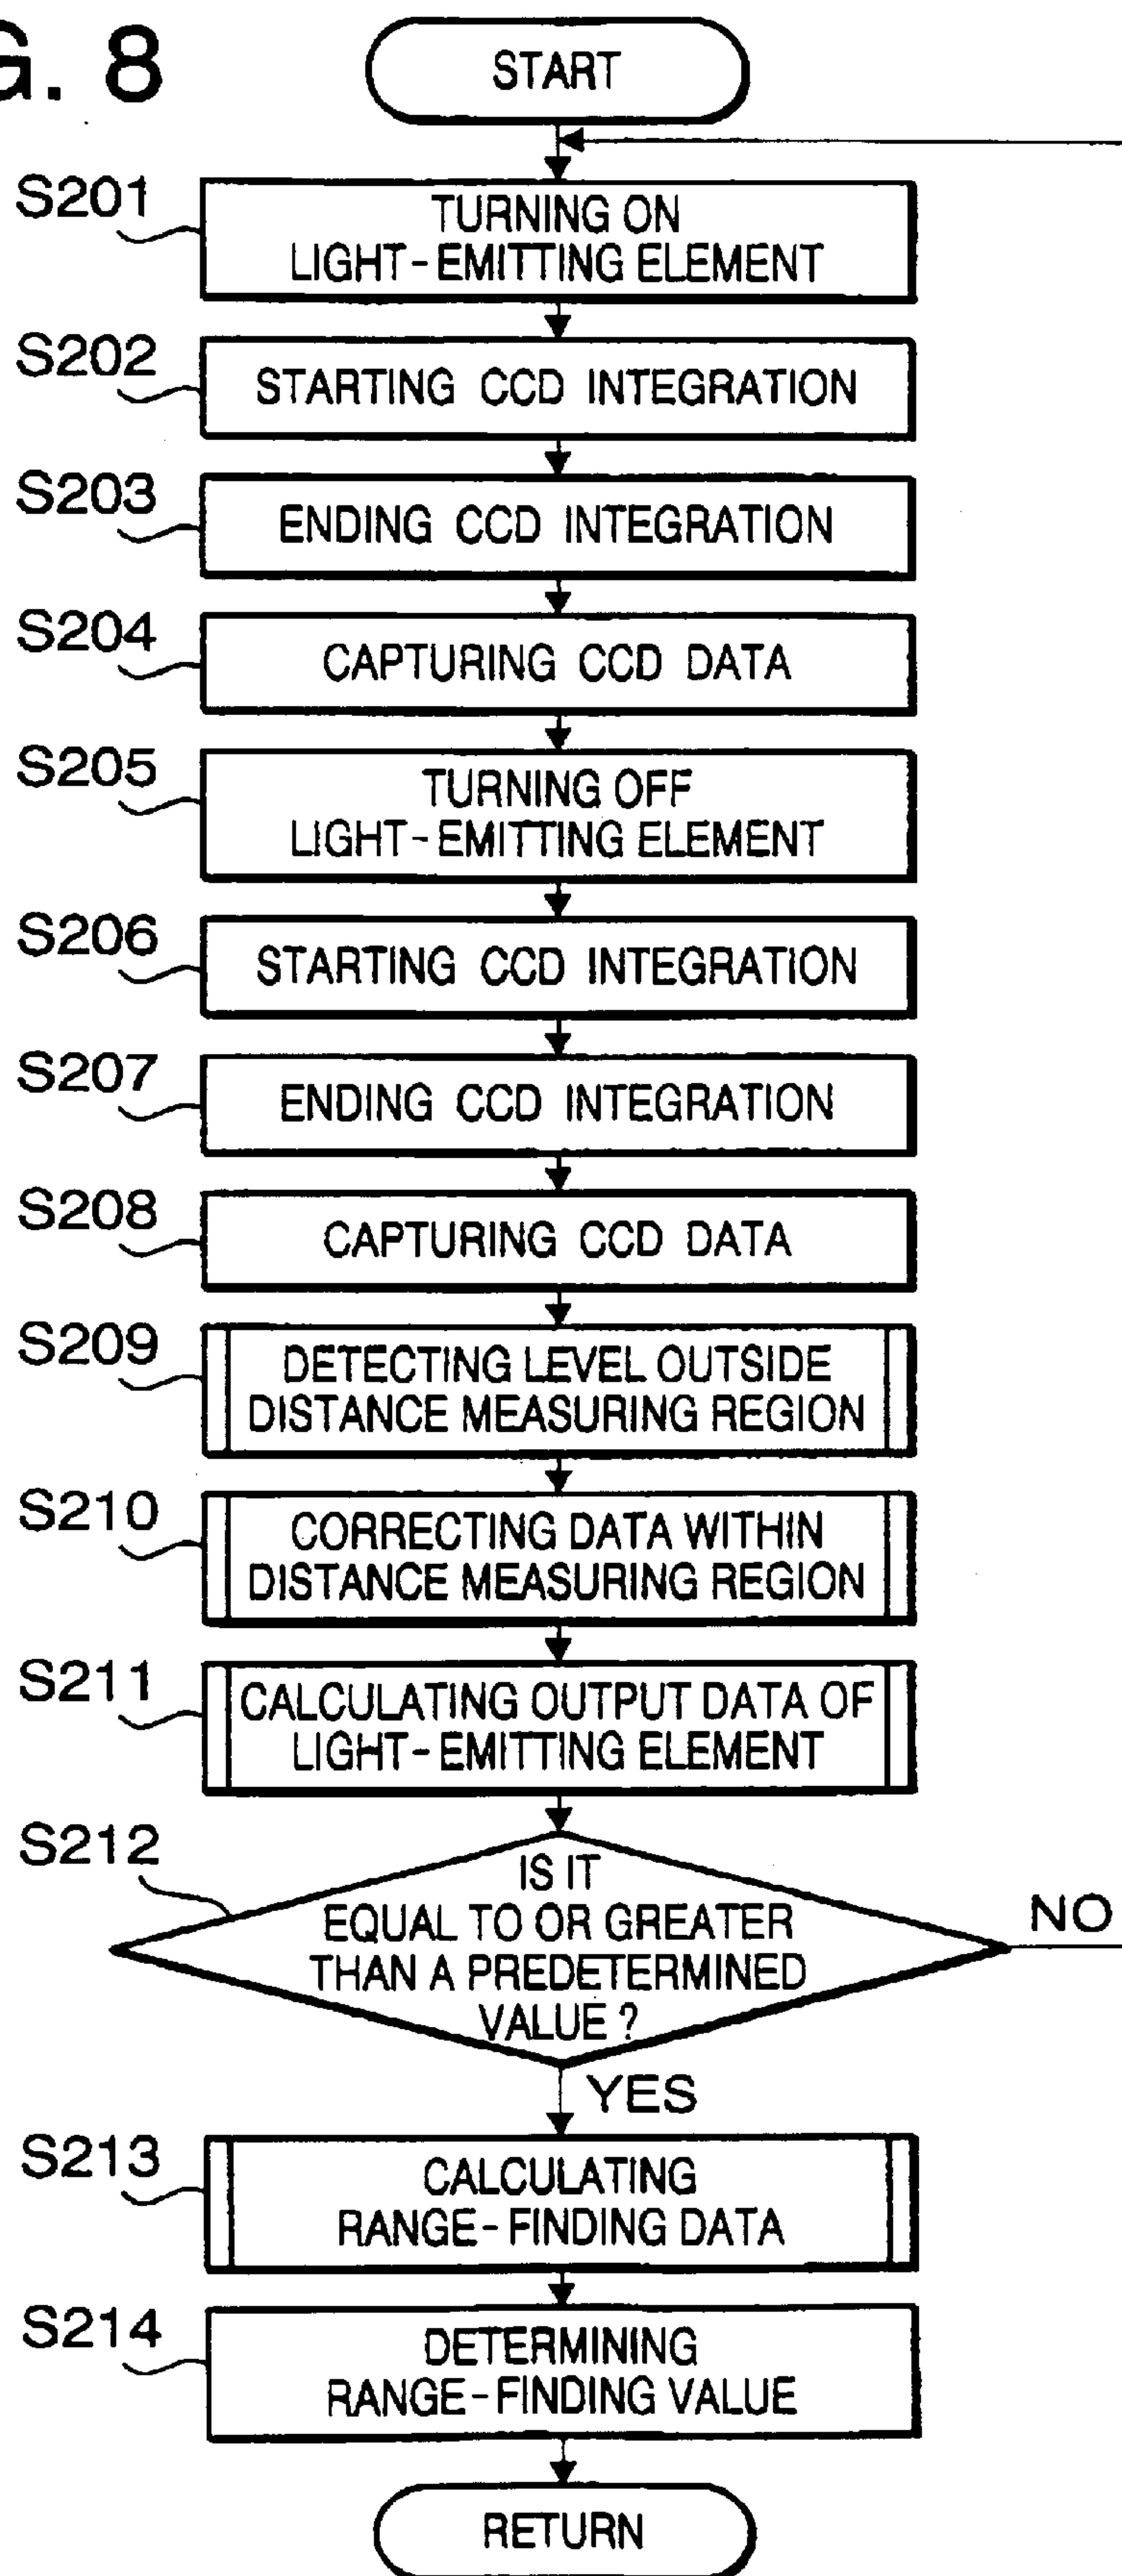 G. 8
START
S201
TURNING ON
LIGHT-EMITTING ELEMENT
S202
STARTING CCD INTEGRATION
S203
ENDING CCD INTEGRATION
S204
CAPTURING CCD DATA
S205
TURNING OFF
LIGHT-EMITTING ELEMENT
S206
STARTING CCD INTEGRATION
S207
ENDING CCD INTEGRATION
S208
CAPTURING CCD DATA
S209
DETECTING LEVEL OUTSIDE
DISTANCE MEASURING REGION
S210
CORRECTING DATA WITHIN
DISTANCE MEASURING REGION
S211
CALCULATING OUTPUT DATA OF
LIGHT-EMITTING ELEMENT
S212
IS IT
EQUAL TO OR GREATER
THAN A PREDETERMINED
VALUE ?
NO
YES
S213
CALCULATING
RANGE-FINDING DATA
S214
DETERMINING
RANGE-FINDING VALUE
RETURN